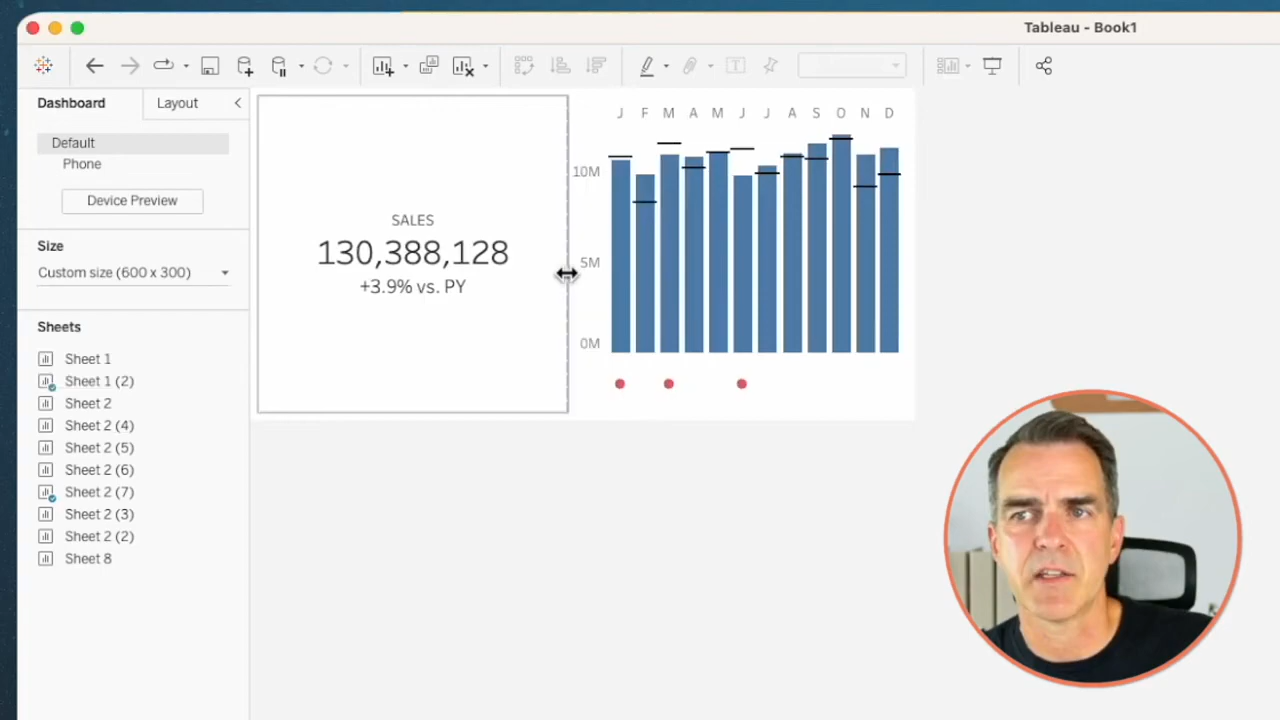 Tableau - Book1
Dashboard
Layout
Default
Phone
Device Preview
Size
Custom size (600 x 300)
Sheets
Sheet 1
Sheet 1 (2)
Sheet 2
Sheet 2 (4)
Sheet 2 (5)
Sheet 2 (6)
Sheet 2 (7)
Sheet 2 (3)
Sheet 2 (2)
Sheet 8
SALES
130,388,128
+3.9% vs. PY
J F M A M J J A S O N D
10M
5M
0M